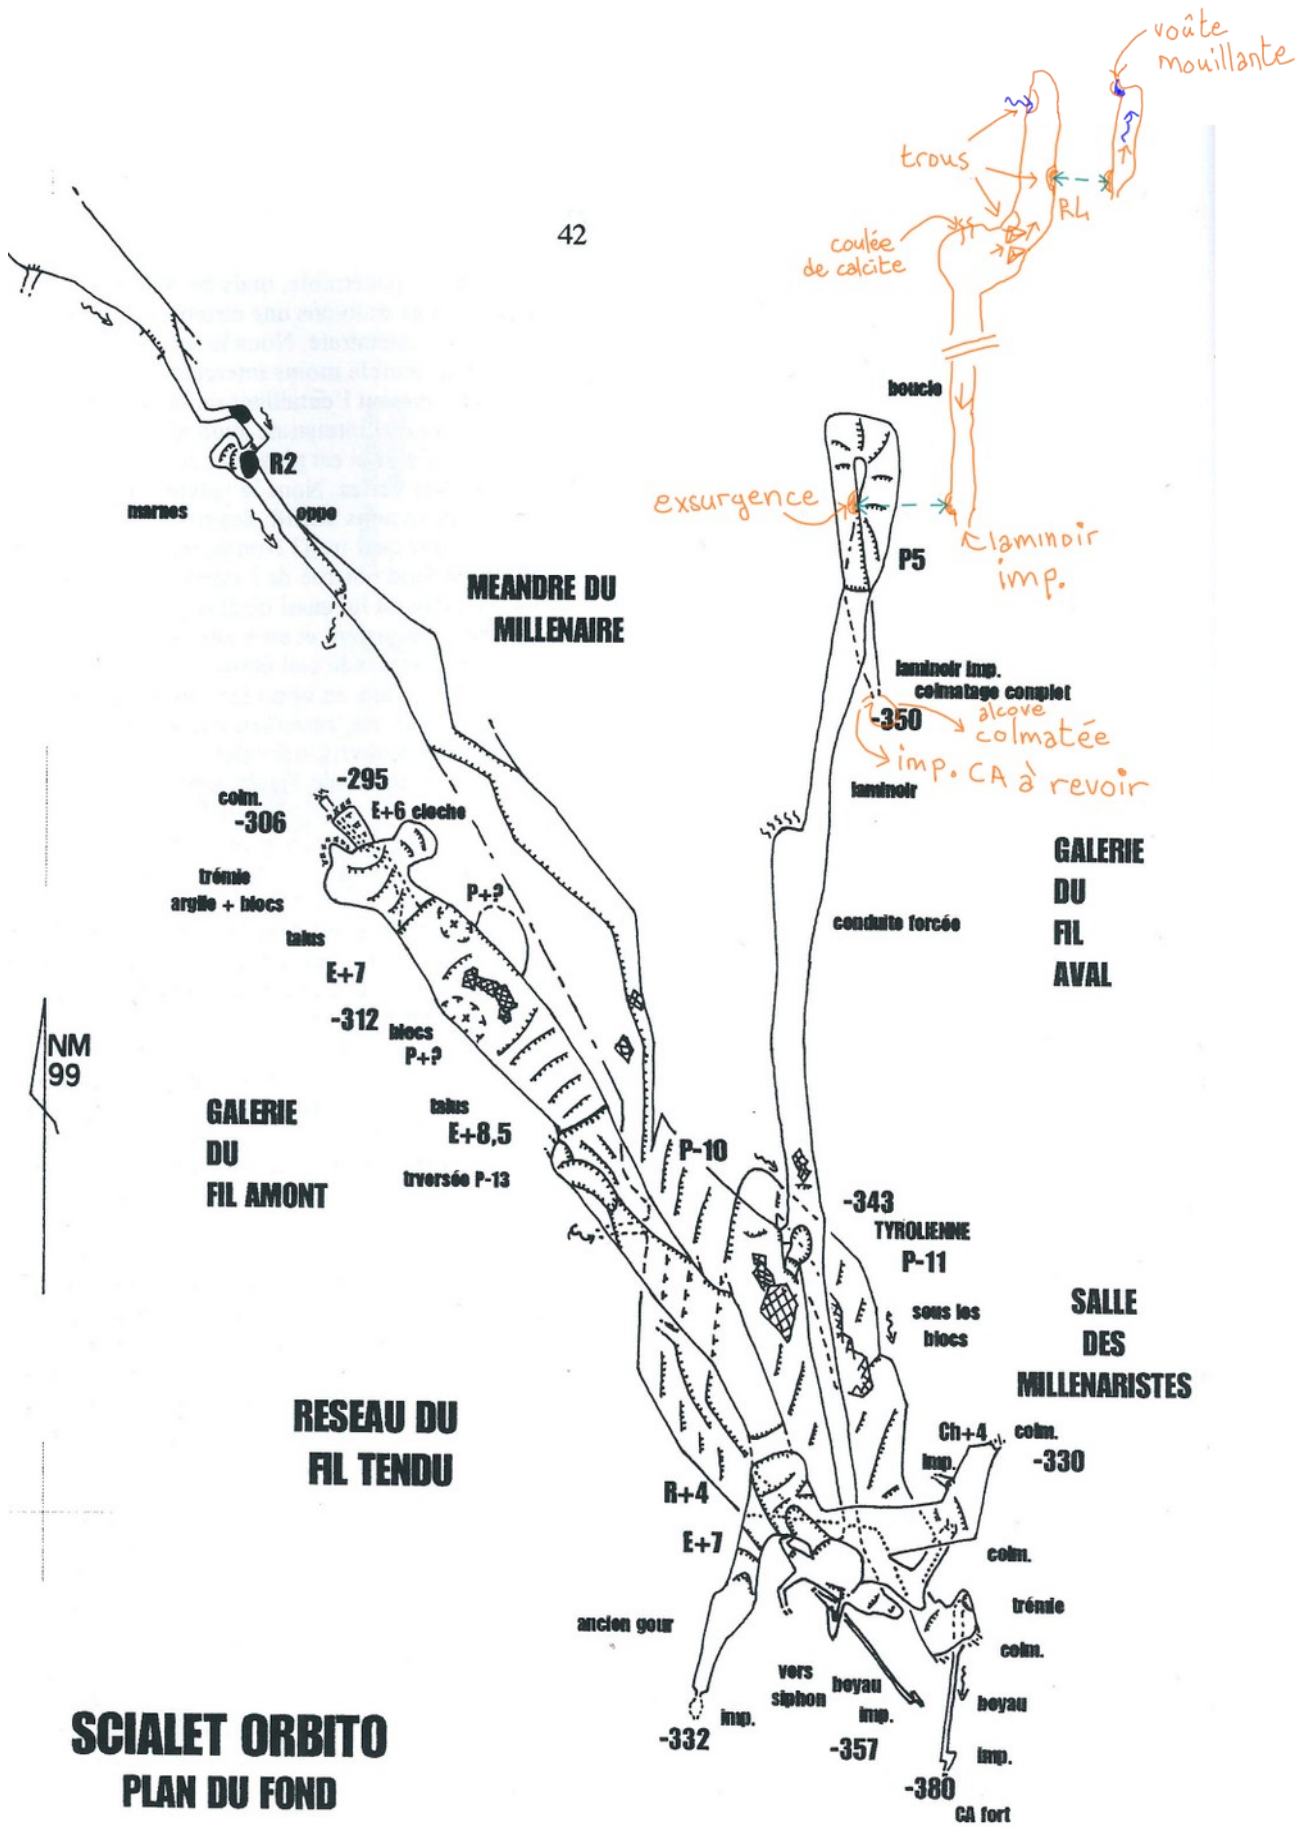 voûte
mouillante
trous
42
R4
coulée
de calcite
boucle
R2
exsurgence
marnes
oppo
P5
laminoir
imp.
MEANDRE DU
MILLENAIRE
laminoir imp.
colmatage complet
-350
alcove
colmatée
imp. CA à revoir
laminoir
-295
colm.
-306
E+6 cloche
GALERIE
DU
FIL
AVAL
trémie
argile + blocs
P+?
conduite forcée
talus
E+7
-312
blocs
P+?
NM
99
GALERIE
DU
FIL AMONT
talus
E+8,5
trversée P-13
P-10
-343
TYROLIENNE
P-11
sous les
blocs
SALLE
DES
MILLENARISTES
RESEAU DU
FIL TENDU
Ch+4
colm.
imp.
-330
R+4
E+7
colm.
trémie
ancien gour
colm.
vers
siphon
boyau
imp.
boyau
imp.
-332
imp.
-357
-380
CA fort
SCIALET ORBITO
PLAN DU FOND